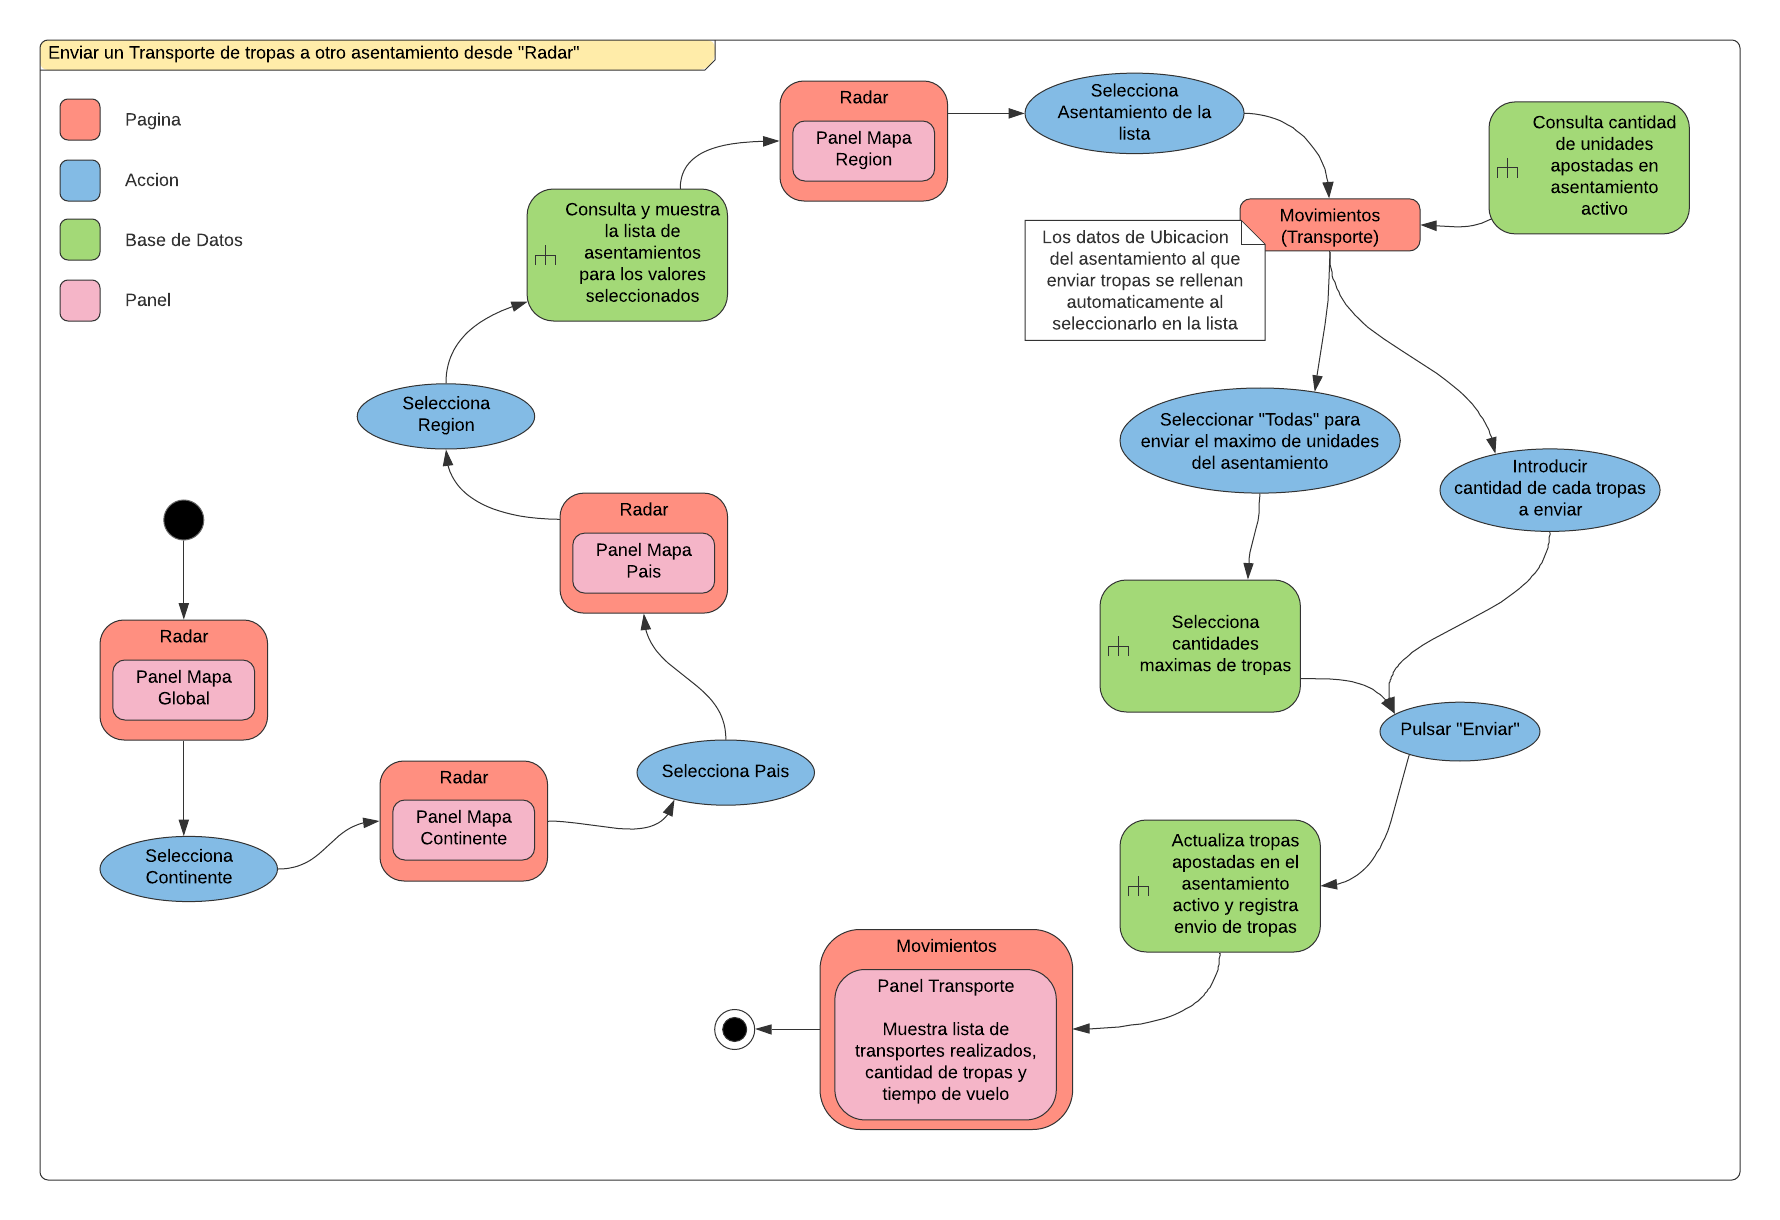 Enviar un Transporte de tropas a otro asentamiento desde "Radar"
Pagina
Accion
Base de Datos
Panel
Radar
Panel Mapa
Global
Selecciona
Continente
Radar
Panel Mapa
Continente
Selecciona Pais
Radar
Panel Mapa
Pais
Selecciona
Region
Consulta y muestra
la lista de
asentamientos
para los valores
seleccionados
Radar
Panel Mapa
Region
Selecciona
Asentamiento de la
lista
Movimientos
(Transporte)
Consulta cantidad
de unidades
apostadas en
asentamiento
activo
Los datos de Ubicacion
del asentamiento al que
enviar tropas se rellenan
automaticamente al
seleccionarlo en la lista
Seleccionar "Todas" para
enviar el maximo de unidades
del asentamiento
Introducir
cantidad de cada tropas
a enviar
Selecciona
cantidades
maximas de tropas
Pulsar "Enviar"
Actualiza tropas
apostadas en el
asentamiento
activo y registra
envio de tropas
Movimientos
Panel Transporte
Muestra lista de
transportes realizados,
cantidad de tropas y
tiempo de vuelo